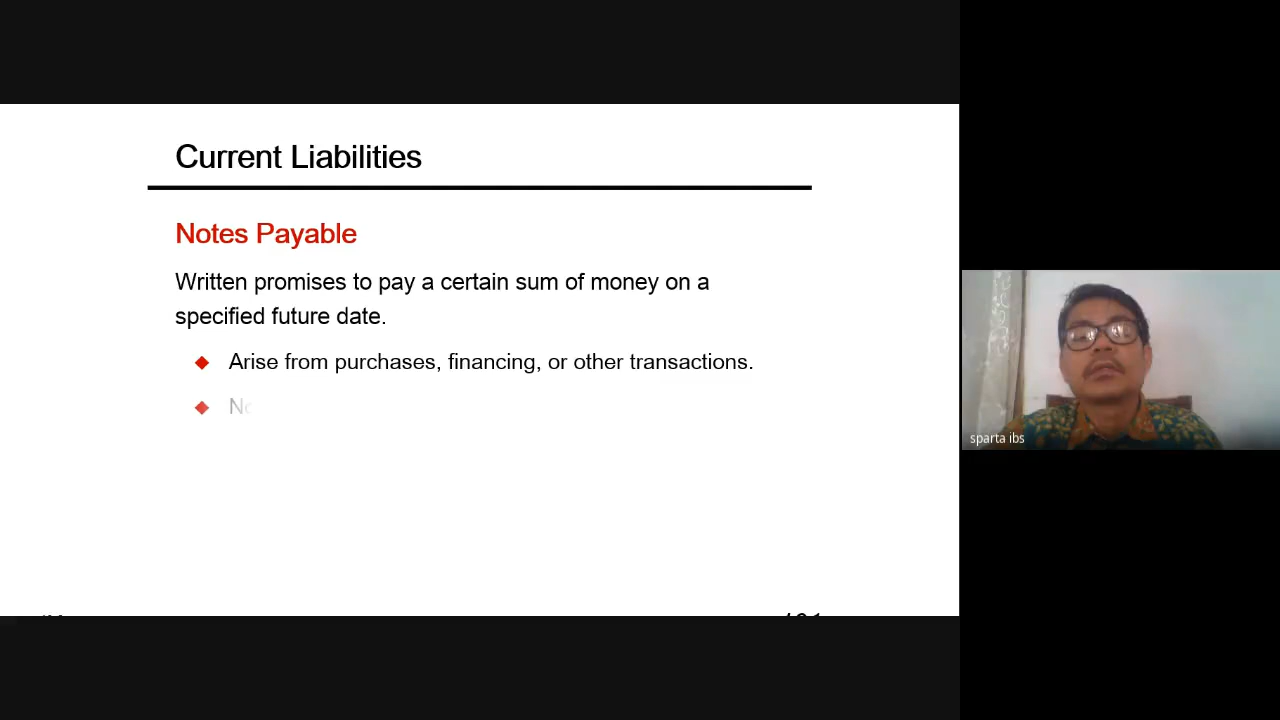 Current Liabilities
Notes Payable
Written promises to pay a certain sum of money on a
specified future date.
Arise from purchases, financing, or other transactions.
sparta ibs